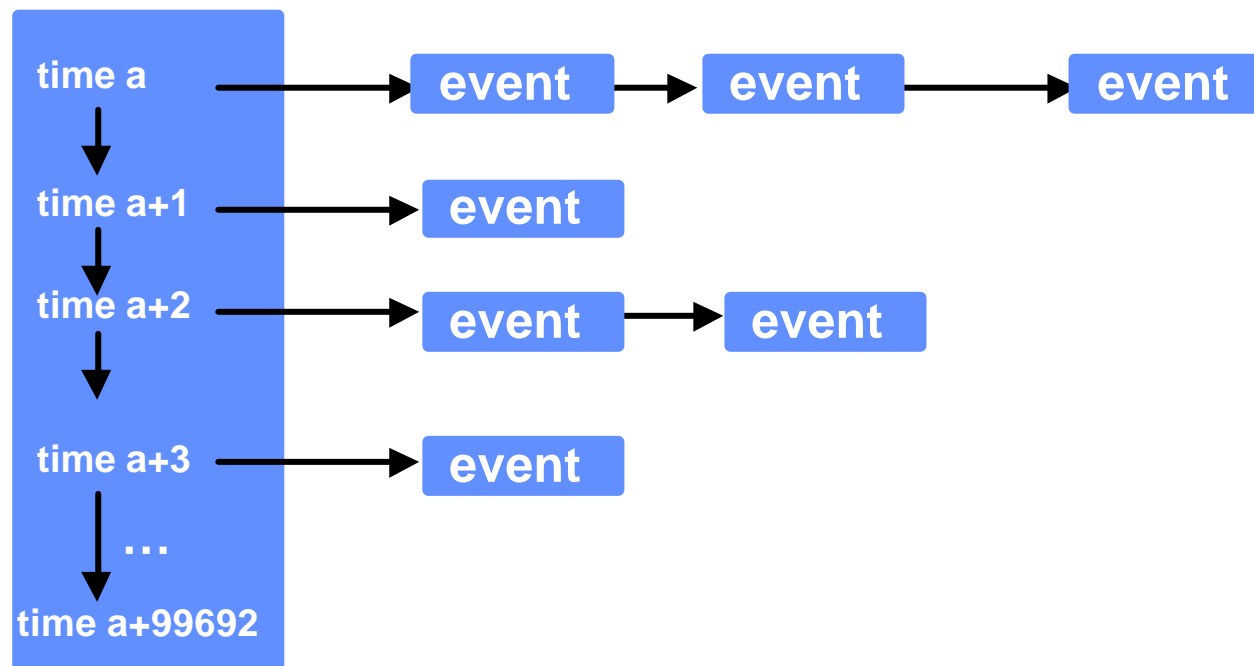 time a event event event
time a+1 event
time a+2 event event
time a+3 event
...
time a+99692